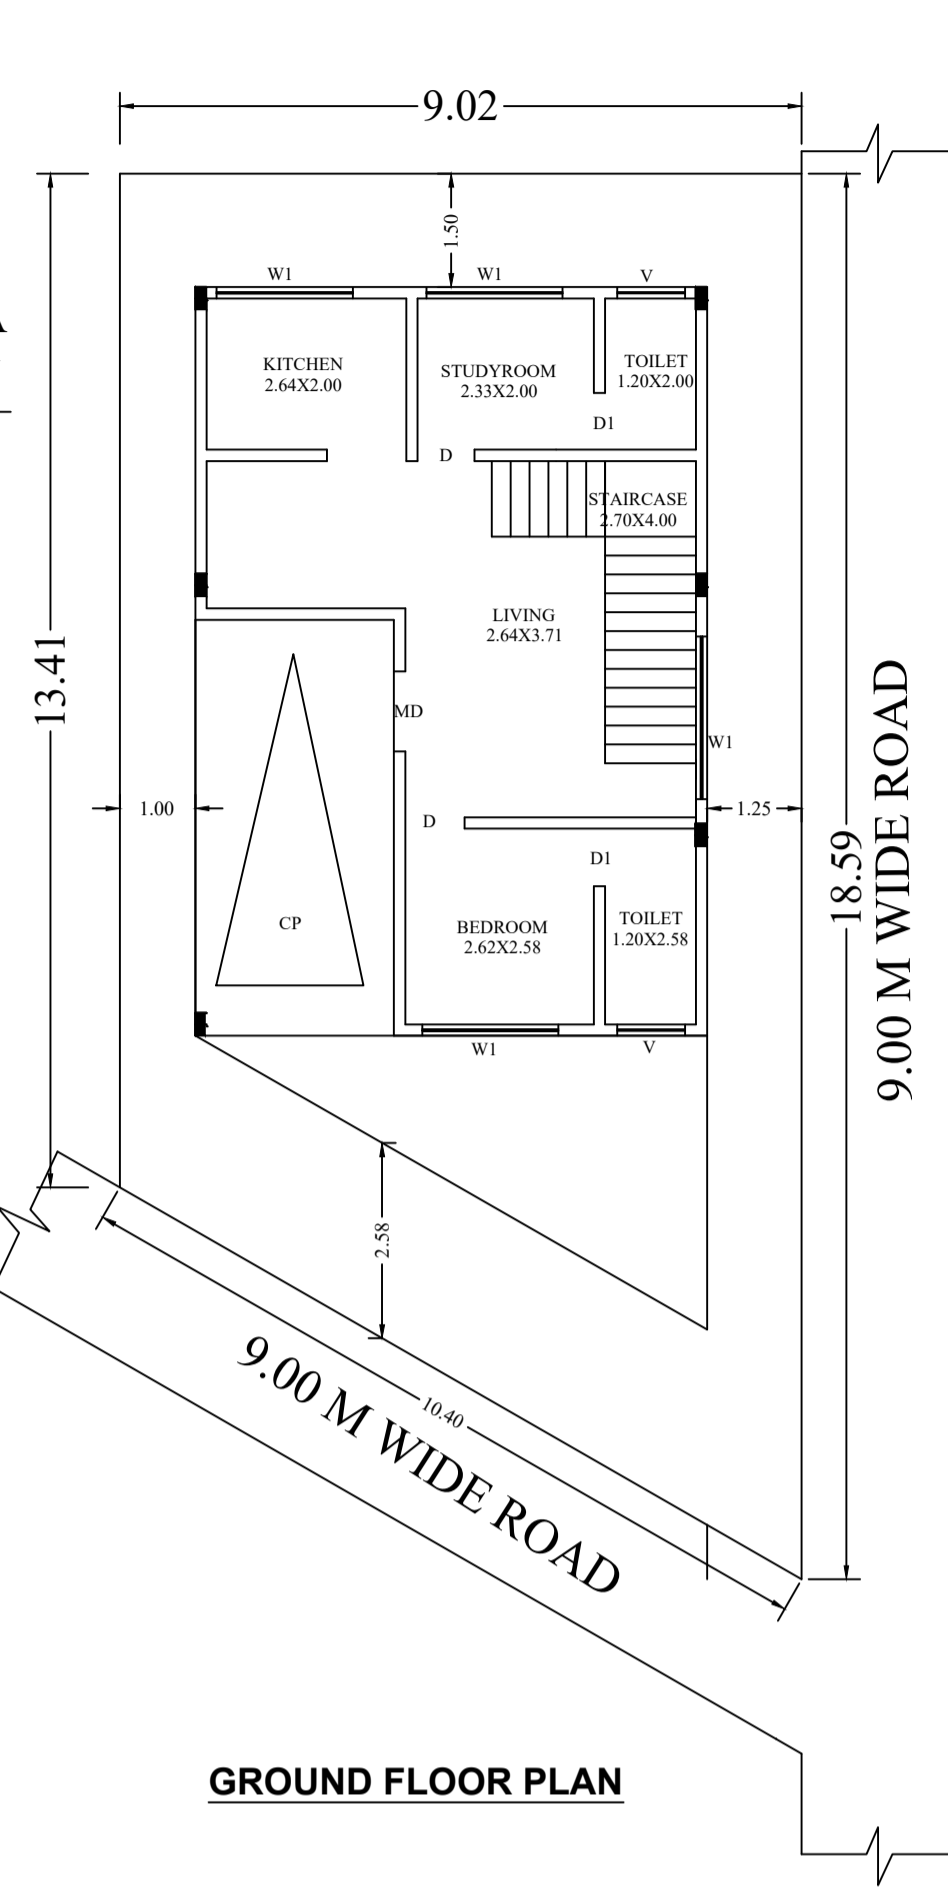 9.02
1.50
W1
W1
V
KITCHEN
2.64X2.00
STUDYROOM
2.33X2.00
TOILET
1.20X2.00
D1
D
STAIRCASE
2.70X4.00
LIVING
2.64X3.71
13.41
MD
W1
1.00
1.25
D
D1
18.59
9.00 M WIDE ROAD
CP
BEDROOM
2.62X2.58
TOILET
1.20X2.58
W1
V
2.58
10.40
9.00 M WIDE ROAD
GROUND FLOOR PLAN